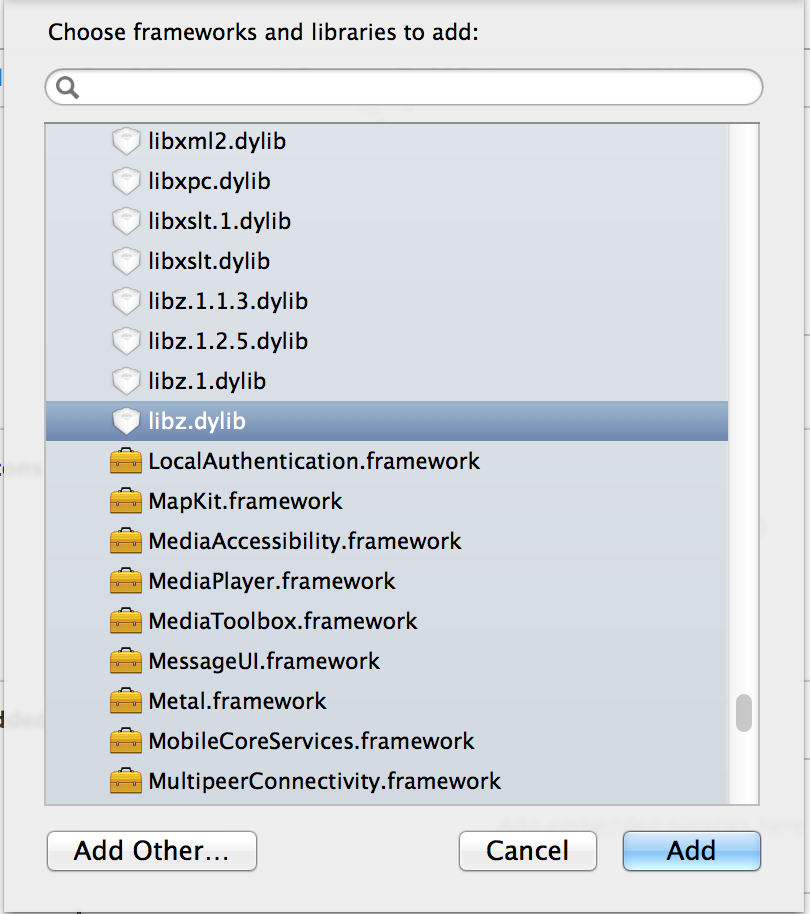 Choose frameworks and libraries to add:
libxml2.dylib
libxpc.dylib
libxslt.1.dylib
libxslt.dylib
libz.1.1.3.dylib
libz.1.2.5.dylib
libz.1.dylib
libz.dylib
LocalAuthentication.framework
MapKit.framework
MediaAccessibility.framework
MediaPlayer.framework
MediaToolbox.framework
MessageUI.framework
Metal.framework
MobileCoreServices.framework
MultipeerConnectivity.framework
Add Other...
Cancel
Add